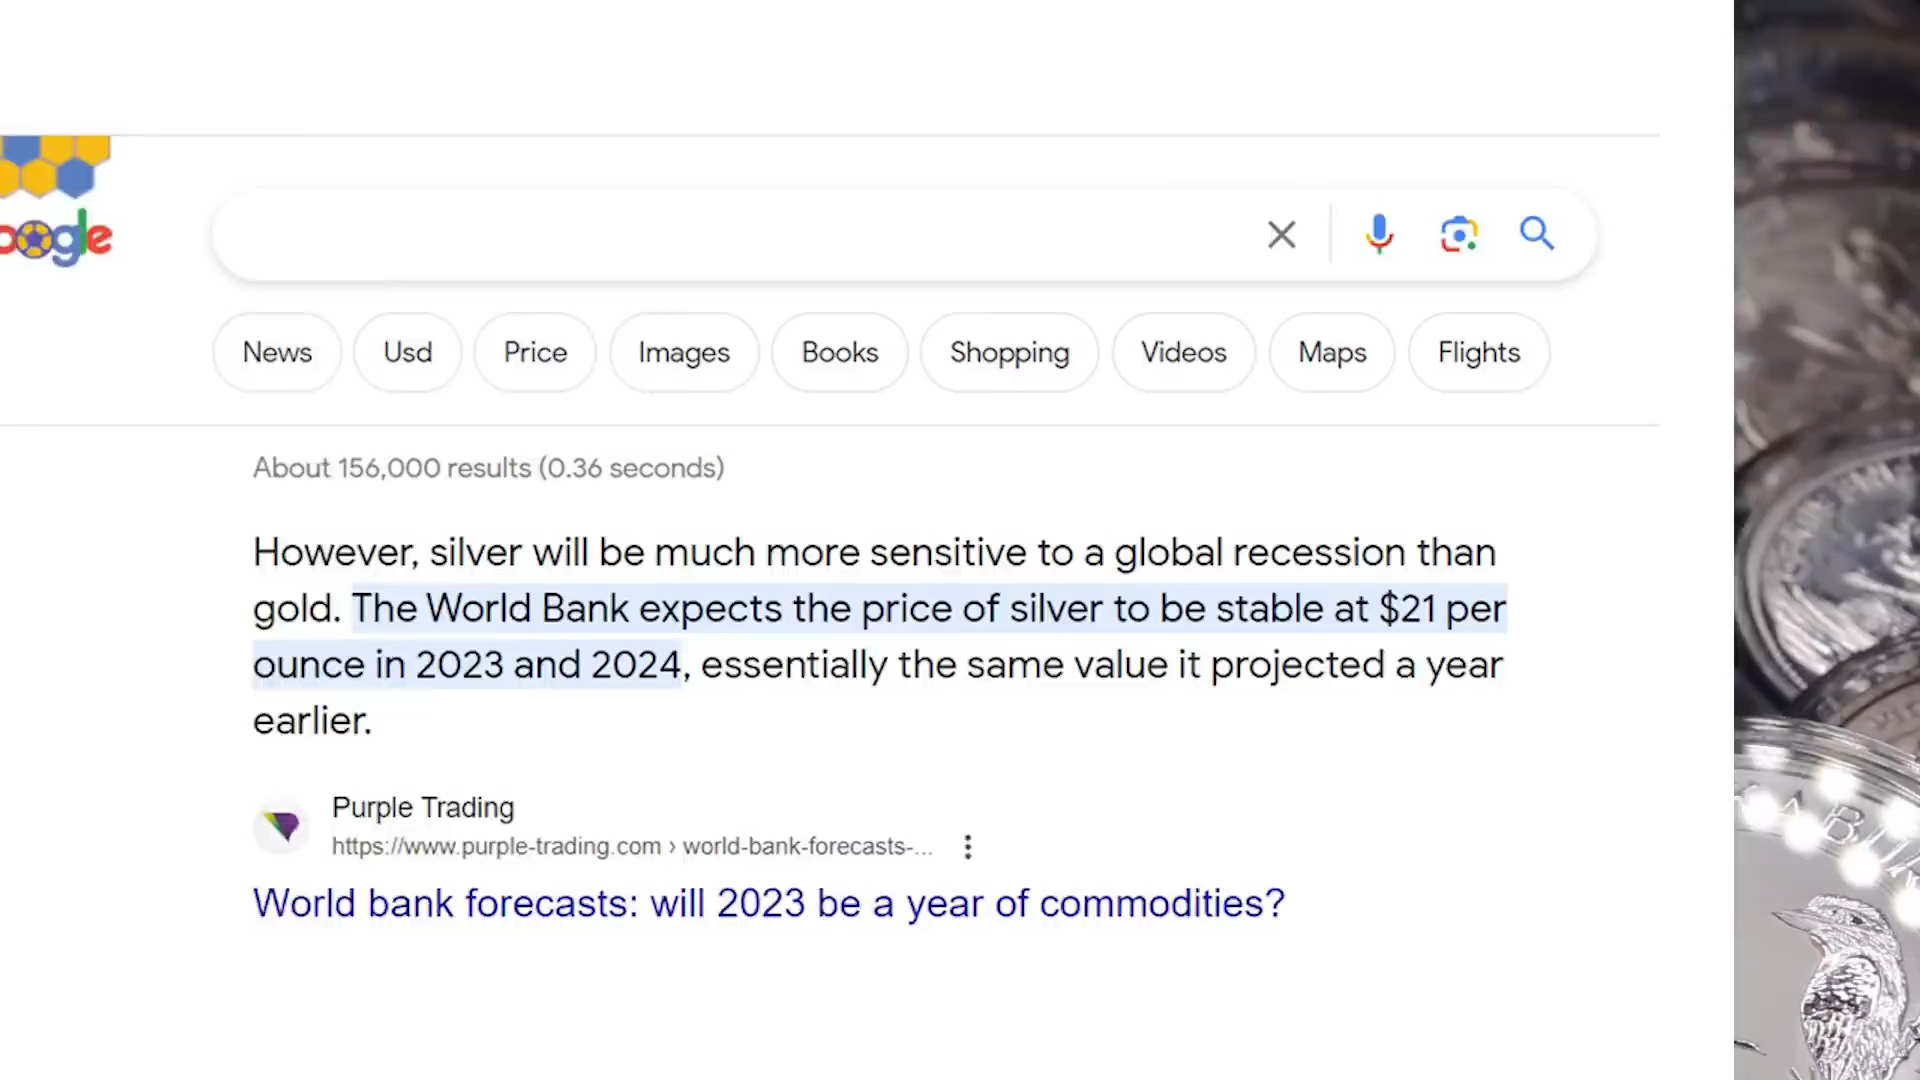 oogle
News Usd Price Images Books Shopping Videos Maps Flights
About 156,000 results (0.36 seconds)
However, silver will be much more sensitive to a global recession than
gold. The World Bank expects the price of silver to be stable at $21 per
ounce in 2023 and 2024, essentially the same value it projected a year
earlier.
Purple Trading
https://www.purple-trading.com › world-bank-forecasts-...
World bank forecasts: will 2023 be a year of commodities?